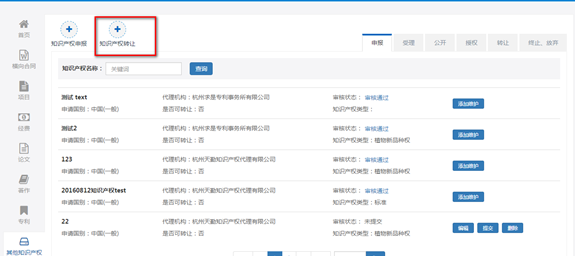 首页
横向合同
项目
经费
论文
著作
专利
其他知识产权
知识产权申报
知识产权转让
申报
受理
公开
授权
转让
终止、放弃
知识产权名称：
关键词
查询
测试 text
代理机构：杭州求是专利事务所有限公司
审核状态： 审核通过
申请国别：中国(一般)
是否可转让：否
知识产权类型：
添加维护
测试2
代理机构：杭州求是专利事务所有限公司
审核状态： 审核通过
申请国别：中国(一般)
是否可转让：否
知识产权类型：植物新品种权
添加维护
123
代理机构：杭州天勤知识产权代理有限公司
审核状态： 审核通过
申请国别：中国(一般)
是否可转让：否
知识产权类型：植物新品种权
添加维护
20160812知识产权test
代理机构：杭州天勤知识产权代理有限公司
审核状态： 审核通过
申请国别：中国(一般)
是否可转让：否
知识产权类型：标准
添加维护
22
代理机构：杭州天勤知识产权代理有限公司
审核状态： 未提交
申请国别：中国(一般)
是否可转让：否
知识产权类型：植物新品种权
编辑
提交
删除